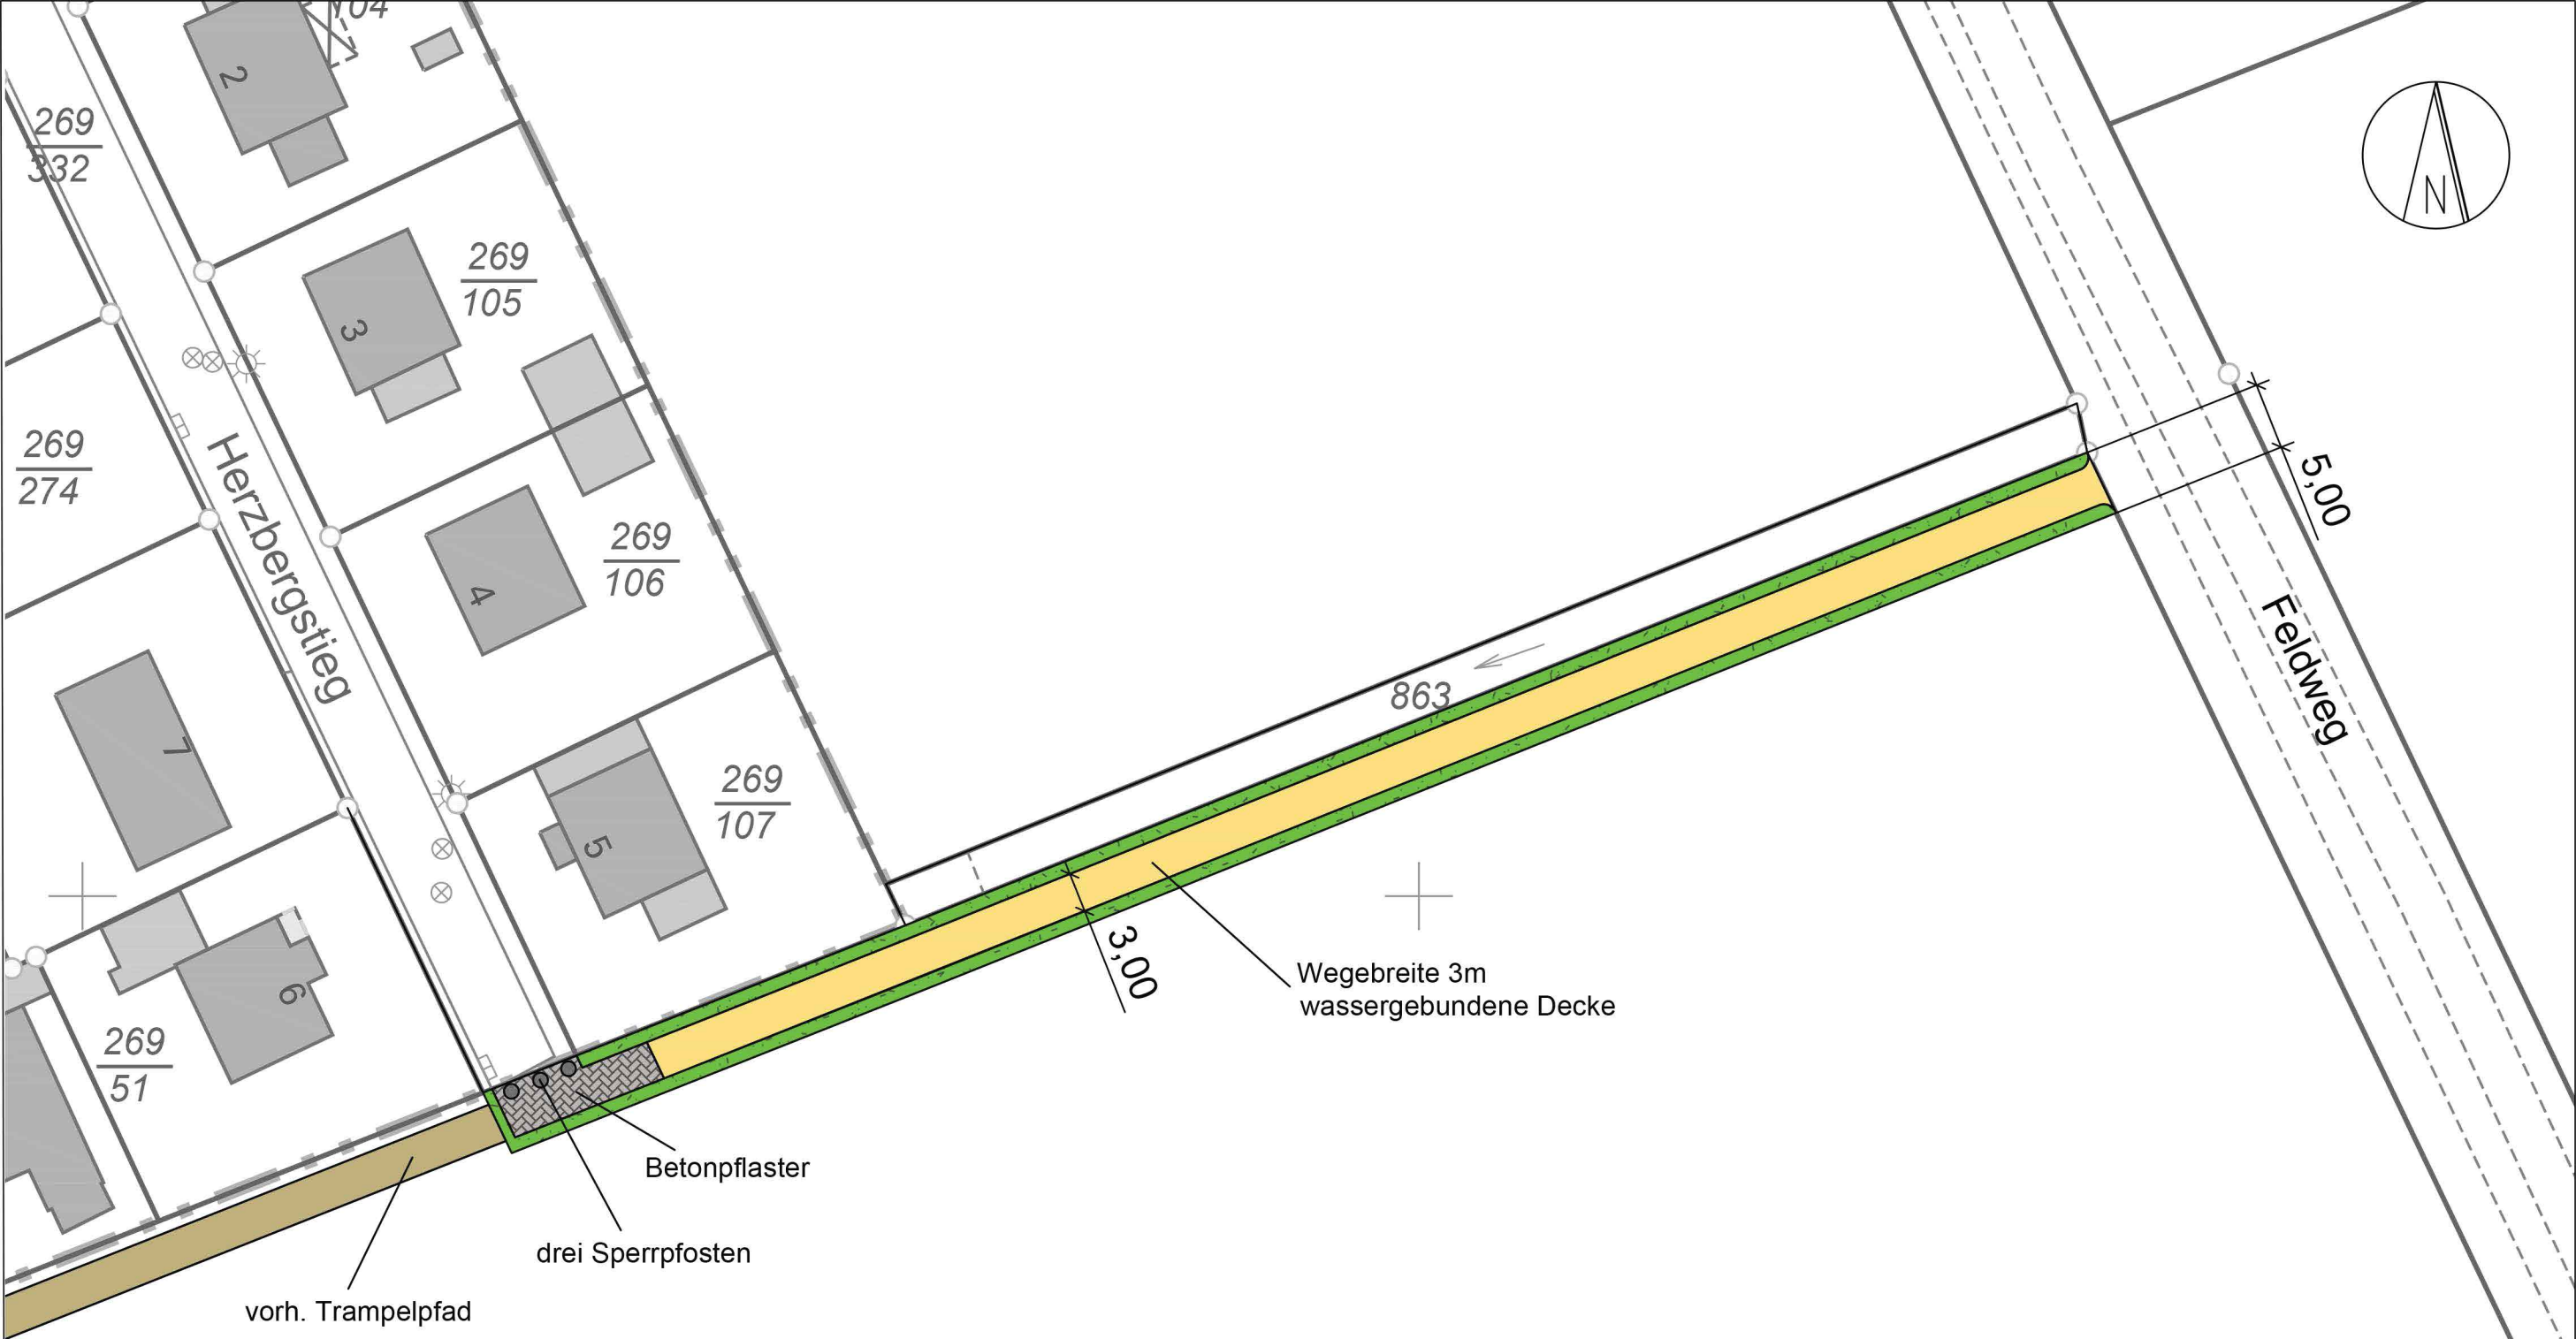 104
2
269
332
N
269
105
3
269
274
Herzbergstieg
5,00
269
106
4
Feldweg
863
7
269
107
5
3,00
Wegebreite 3m
wassergebundene Decke
6
269
51
Betonpflaster
drei Sperrpfosten
vorh. Trampelpfad